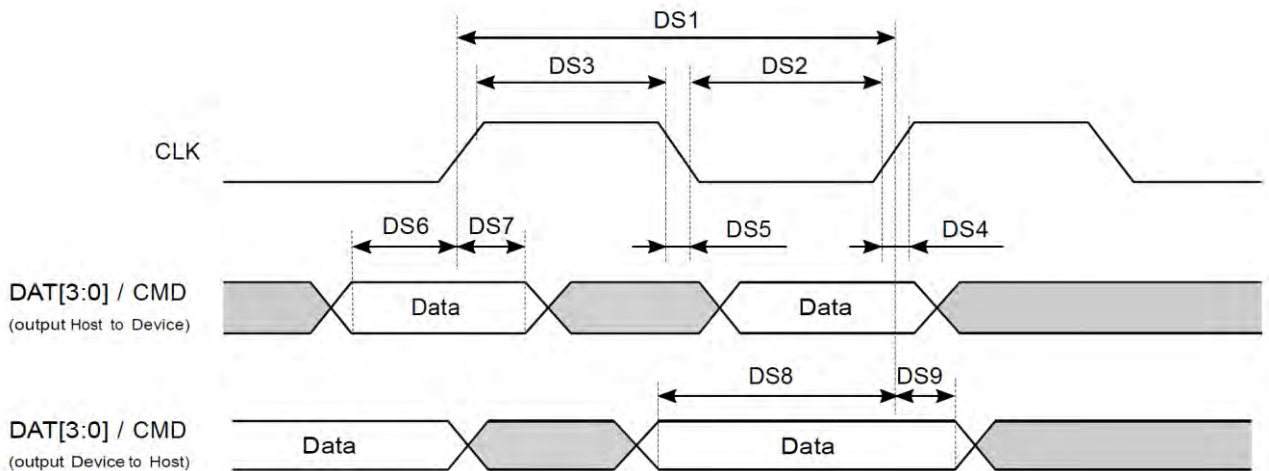 DS1
DS3
DS2
CLK
DS6
DS7
DS5
DS4
DAT[3:0] / CMD
(output Host to Device)
Data
Data
DS8
DS9
DAT[3:0] / CMD
(output Device to Host)
Data
Data